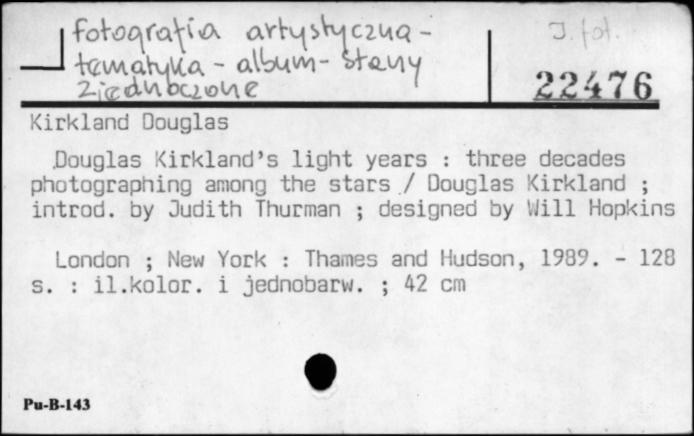 fotografia artystyczna - J. fot.
tematyka - album - Stany
Zjednoczone
22476
Kirkland Douglas
Douglas Kirkland's light years : three decades
photographing among the stars / Douglas Kirkland ;
introd. by Judith Thurman ; designed by Will Hopkins
London ; New York : Thames and Hudson, 1989. - 128
s. : il.kolor. i jednobarw. ; 42 cm
Pu-B-143